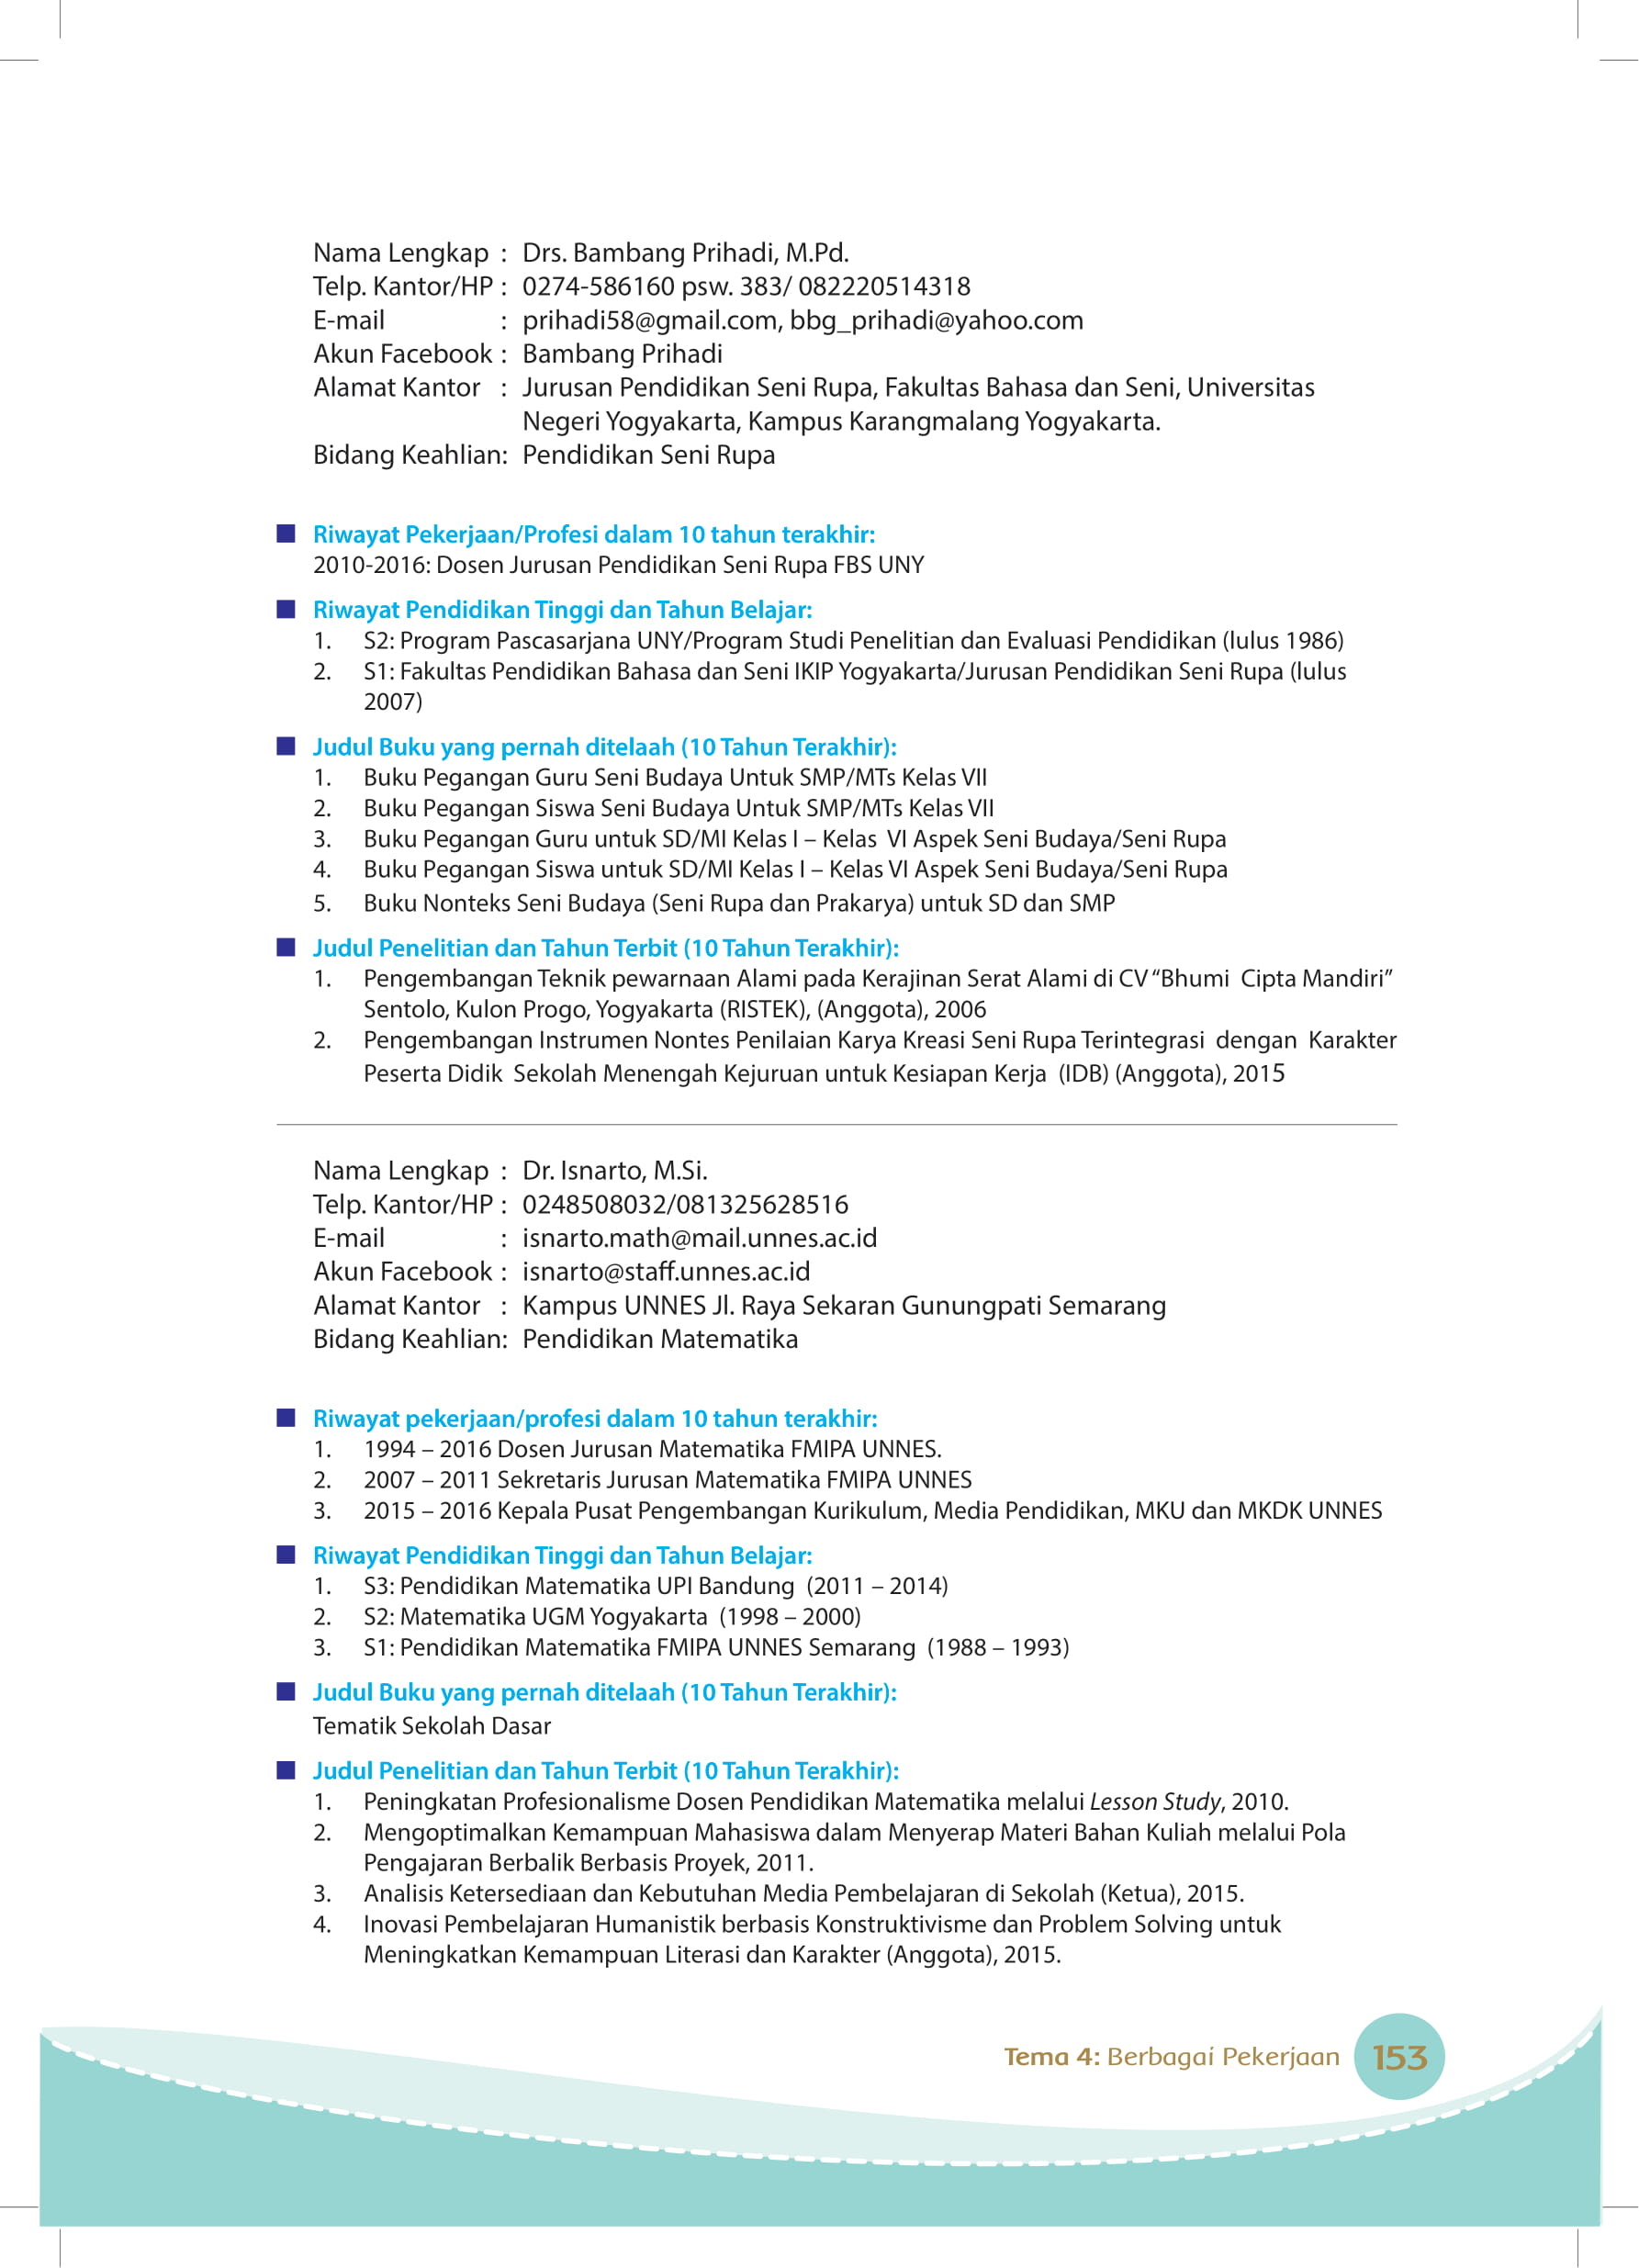 Nama Lengkap : Drs. Bambang Prihadi, M.Pd.
Telp. Kantor/HP : 0274-586160 psw. 383/ 082220514318
E-mail : prihadi58@gmail.com, bbg_prihadi@yahoo.com
Akun Facebook : Bambang Prihadi
Alamat Kantor : Jurusan Pendidikan Seni Rupa, Fakultas Bahasa dan Seni, Universitas
Negeri Yogyakarta, Kampus Karangmalang Yogyakarta.
Bidang Keahlian: Pendidikan Seni Rupa
Riwayat Pekerjaan/Profesi dalam 10 tahun terakhir:
2010-2016: Dosen Jurusan Pendidikan Seni Rupa FBS UNY
Riwayat Pendidikan Tinggi dan Tahun Belajar:
1. S2: Program Pascasarjana UNY/Program Studi Penelitian dan Evaluasi Pendidikan (lulus 1986)
2. S1: Fakultas Pendidikan Bahasa dan Seni IKIP Yogyakarta/Jurusan Pendidikan Seni Rupa (lulus
2007)
Judul Buku yang pernah ditelaah (10 Tahun Terakhir):
1. Buku Pegangan Guru Seni Budaya Untuk SMP/MTs Kelas VII
2. Buku Pegangan Siswa Seni Budaya Untuk SMP/MTs Kelas VII
3. Buku Pegangan Guru untuk SD/MI Kelas I – Kelas VI Aspek Seni Budaya/Seni Rupa
4. Buku Pegangan Siswa untuk SD/MI Kelas I – Kelas VI Aspek Seni Budaya/Seni Rupa
5. Buku Nonteks Seni Budaya (Seni Rupa dan Prakarya) untuk SD dan SMP
Judul Penelitian dan Tahun Terbit (10 Tahun Terakhir):
1. Pengembangan Teknik pewarnaan Alami pada Kerajinan Serat Alami di CV “Bhumi Cipta Mandiri”
Sentolo, Kulon Progo, Yogyakarta (RISTEK), (Anggota), 2006
2. Pengembangan Instrumen Nontes Penilaian Karya Kreasi Seni Rupa Terintegrasi dengan Karakter
Peserta Didik Sekolah Menengah Kejuruan untuk Kesiapan Kerja (IDB) (Anggota), 2015
Nama Lengkap : Dr. Isnarto, M.Si.
Telp. Kantor/HP : 0248508032/081325628516
E-mail : isnarto.math@mail.unnes.ac.id
Akun Facebook : isnarto@staff.unnes.ac.id
Alamat Kantor : Kampus UNNES Jl. Raya Sekaran Gunungpati Semarang
Bidang Keahlian: Pendidikan Matematika
Riwayat pekerjaan/profesi dalam 10 tahun terakhir:
1. 1994 – 2016 Dosen Jurusan Matematika FMIPA UNNES.
2. 2007 – 2011 Sekretaris Jurusan Matematika FMIPA UNNES
3. 2015 – 2016 Kepala Pusat Pengembangan Kurikulum, Media Pendidikan, MKU dan MKDK UNNES
Riwayat Pendidikan Tinggi dan Tahun Belajar:
1. S3: Pendidikan Matematika UPI Bandung (2011 – 2014)
2. S2: Matematika UGM Yogyakarta (1998 – 2000)
3. S1: Pendidikan Matematika FMIPA UNNES Semarang (1988 – 1993)
Judul Buku yang pernah ditelaah (10 Tahun Terakhir):
Tematik Sekolah Dasar
Judul Penelitian dan Tahun Terbit (10 Tahun Terakhir):
1. Peningkatan Profesionalisme Dosen Pendidikan Matematika melalui Lesson Study, 2010.
2. Mengoptimalkan Kemampuan Mahasiswa dalam Menyerap Materi Bahan Kuliah melalui Pola
Pengajaran Berbalik Berbasis Proyek, 2011.
3. Analisis Ketersediaan dan Kebutuhan Media Pembelajaran di Sekolah (Ketua), 2015.
4. Inovasi Pembelajaran Humanistik berbasis Konstruktivisme dan Problem Solving untuk
Meningkatkan Kemampuan Literasi dan Karakter (Anggota), 2015.
Tema 4: Berbagai Pekerjaan 153